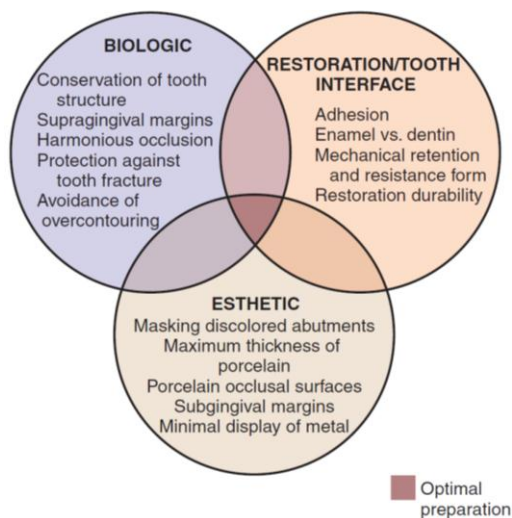 BIOLOGIC
Conservation of tooth
structure
Supragingival margins
Harmonious occlusion
Protection against
tooth fracture
Avoidance of
overcontouring
RESTORATION/TOOTH
INTERFACE
Adhesion
Enamel vs. dentin
Mechanical retention
and resistance form
Restoration durability
ESTHETIC
Masking discolored abutments
Maximum thickness of
porcelain
Porcelain occlusal surfaces
Subgingival margins
Minimal display of metal
Optimal
preparation